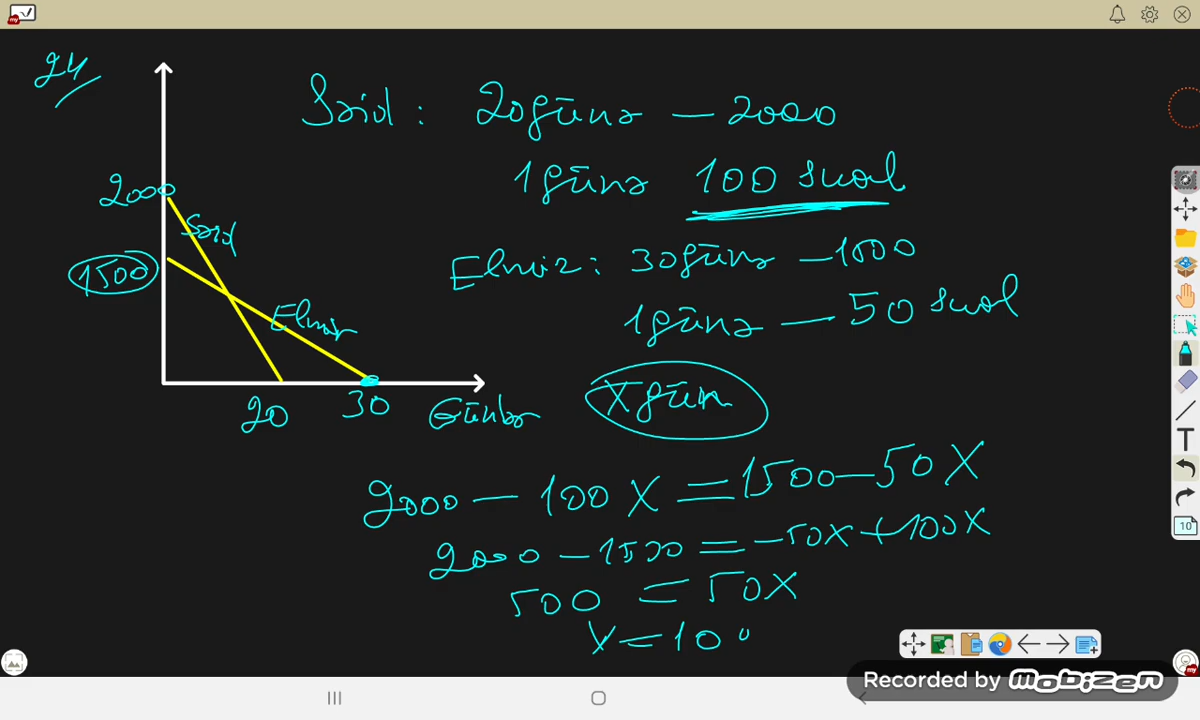 24
Səid: 20 günə — 2000
1 günə 100 sual
2000
Səid
1500
Elmir: 30 günə — 1500
1 günə — 50 sual
Elmir
20
30
Günlər
X gün
2000 — 100 X = 1500 — 50 X
2000 — 1500 = — 50X + 100X
500 = 50X
X = 10
T
10
Recorded by mobizen